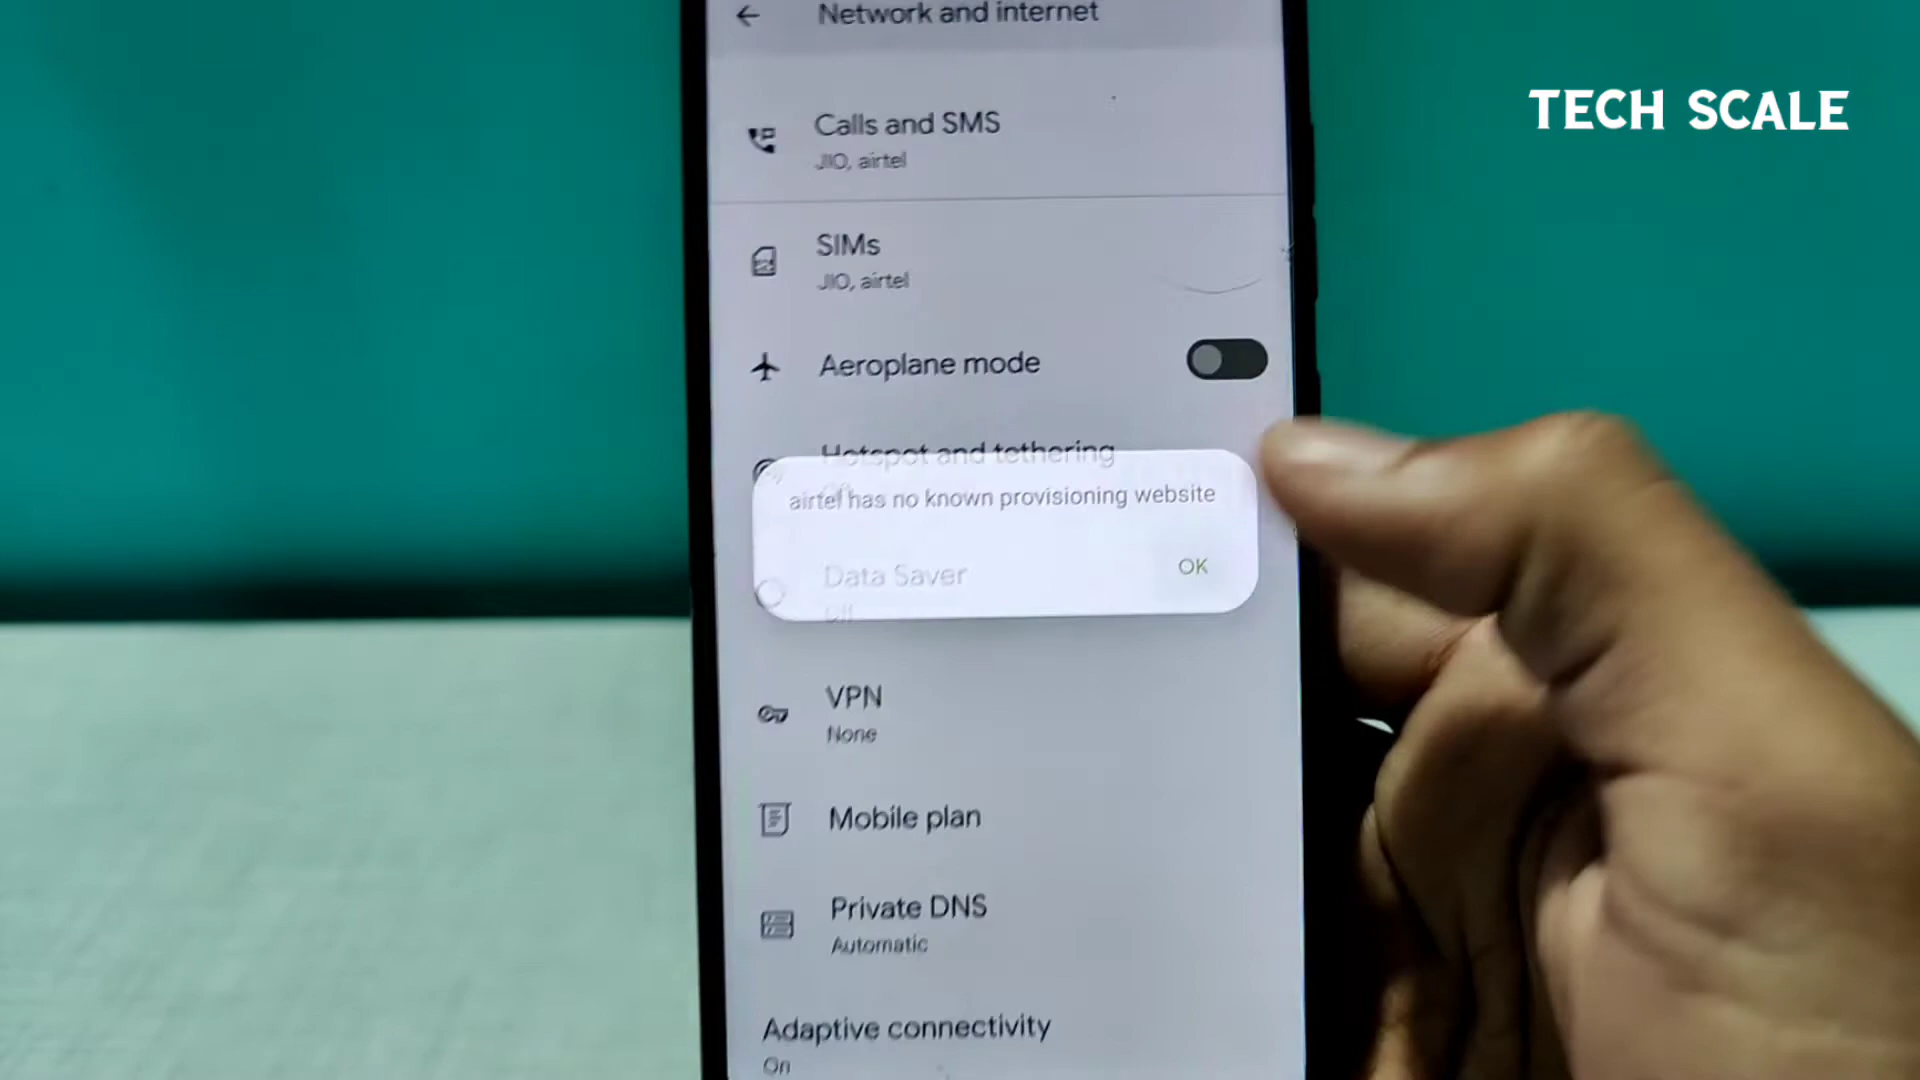 Network and internet
TECH SCALE
Calls and SMS
JIO, airtel
SIMs
JIO, airtel
Aeroplane mode
Hotspot and tethering
airtel has no known provisioning website
Data Saver
Off
OK
VPN
None
Mobile plan
Private DNS
Automatic
Adaptive connectivity
On